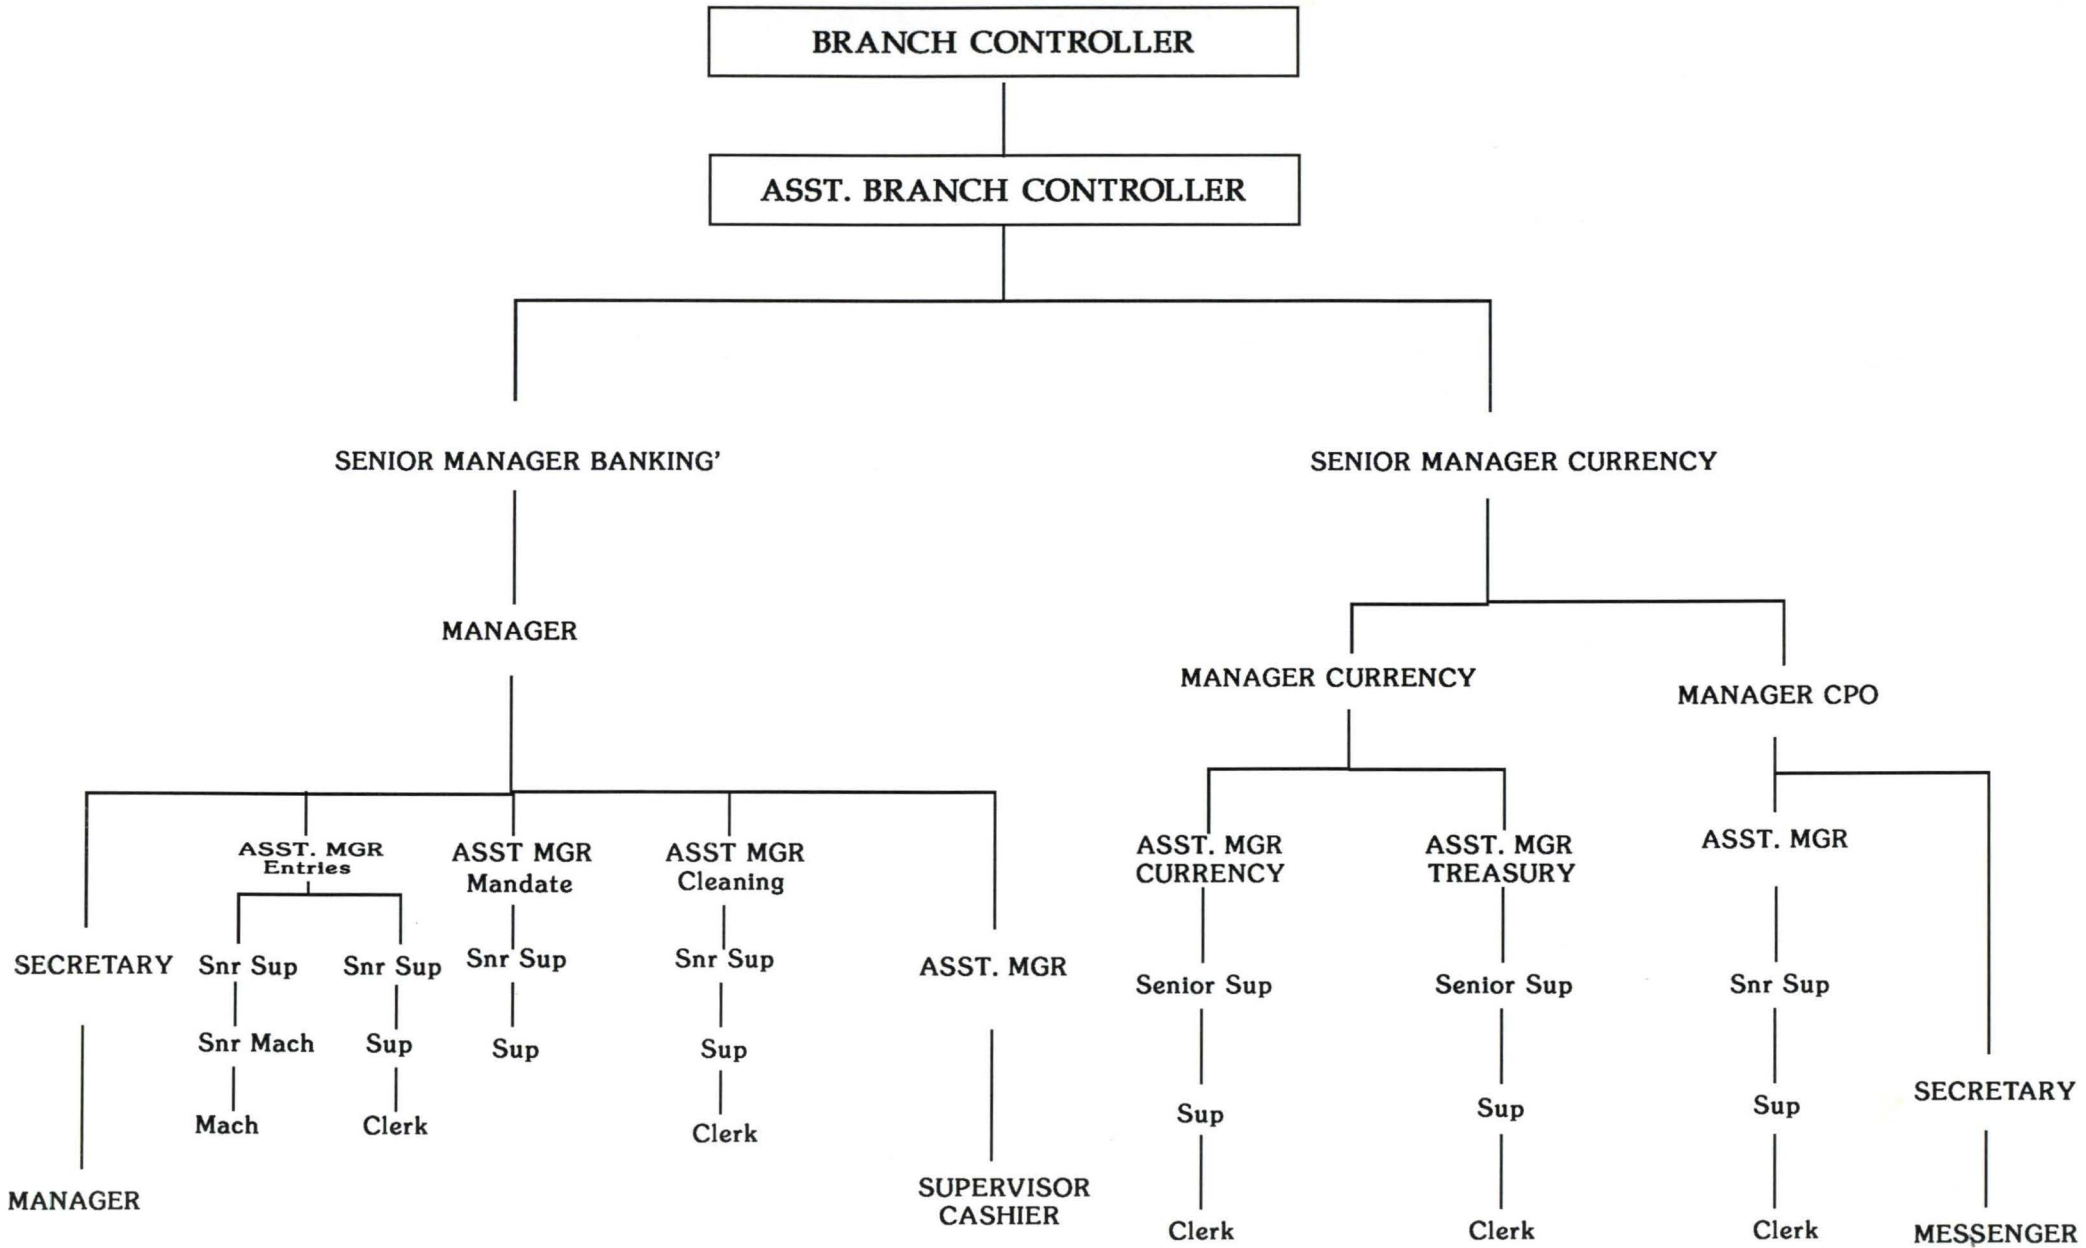 BRANCH CONTROLLER
ASST. BRANCH CONTROLLER
SENIOR MANAGER BANKING'
SENIOR MANAGER CURRENCY
MANAGER
MANAGER CURRENCY
MANAGER CPO
ASST. MGR
Entries
ASST MGR
Mandate
ASST MGR
Cleaning
ASST. MGR
CURRENCY
ASST. MGR
TREASURY
ASST. MGR
SECRETARY
Snr Sup
Snr Sup
Snr Sup
Snr Sup
ASST. MGR
Senior Sup
Senior Sup
Snr Sup
Snr Mach
Sup
Sup
Sup
Sup
Sup
Sup
SECRETARY
Mach
Clerk
Clerk
MANAGER
SUPERVISOR
CASHIER
Clerk
Clerk
Clerk
MESSENGER